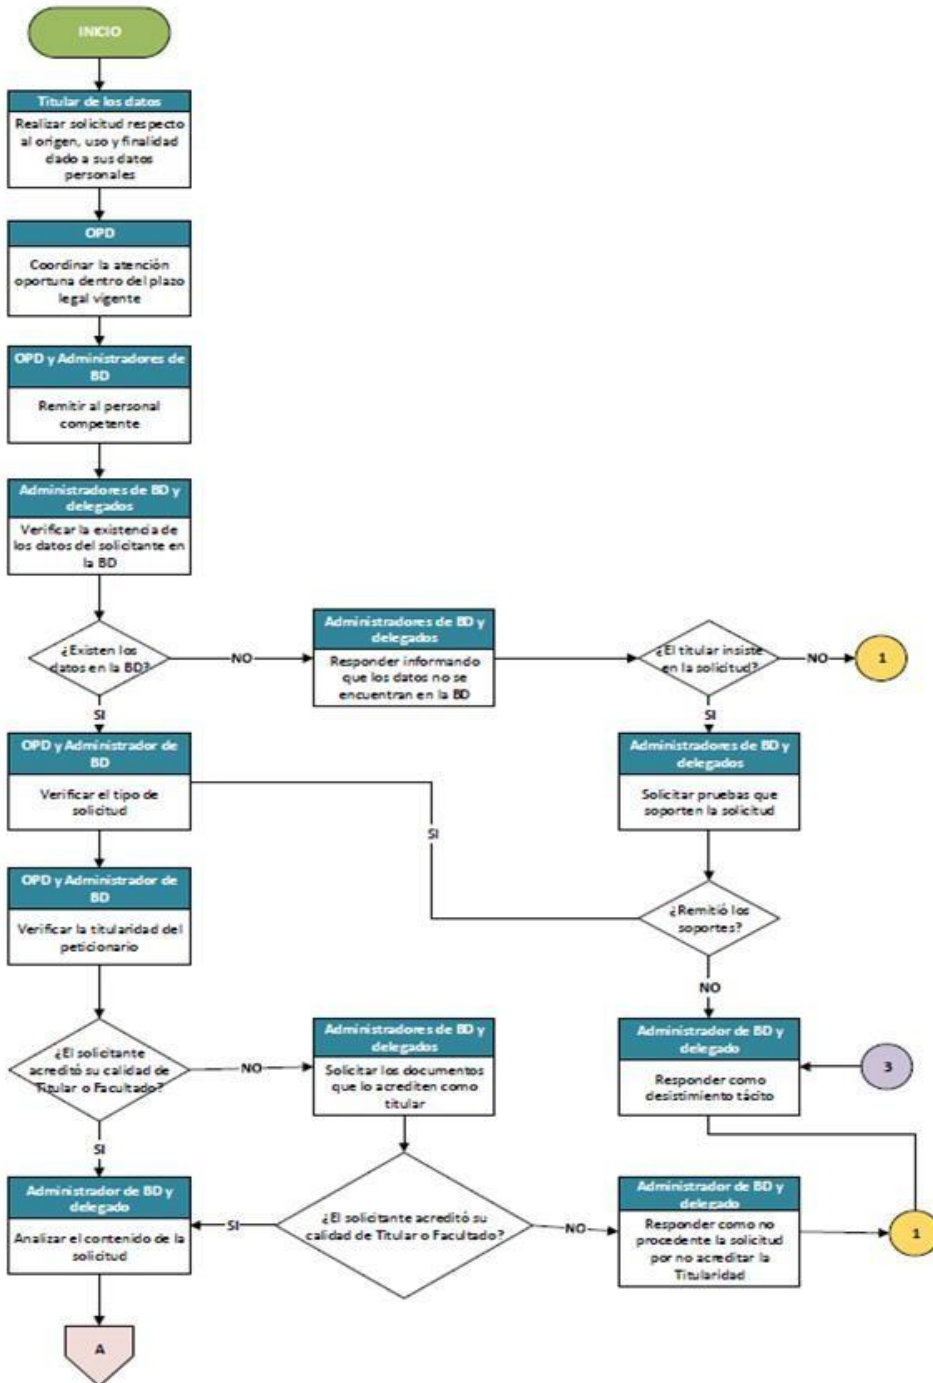 INICIO
Titular de los datos
Realizar solicitud respecto
al origen, uso y finalidad
dado a sus datos
personales
OPD
Coordinar la atención
oportuna dentro del plazo
legal vigente
OPD y Administradores de
BD
Remitir al personal
competente
Administradores de BD y
delegados
Verificar la existencia de
los datos del solicitante en
la BD
¿Existen los
datos en la BD?
NO
Administradores de BD y
delegados
Responder informando
que los datos no se
encuentran en la BD
¿El titular insiste
en la solicitud?
NO
1
SI
SI
OPD y Administrador de
BD
Verificar el tipo de
solicitud
Administradores de BD y
delegados
Solicitar pruebas que
soporten la solicitud
SI
OPD y Administrador de
BD
Verificar la titularidad del
peticionario
¿Remitió los
soportes?
NO
¿El solicitante
acreditó su calidad de
Titular o Facultado?
NO
Administradores de BD y
delegados
Solicitar los documentos
que lo acrediten como
titular
Administrador de BD y
delegado
Responder como
desistimiento tácito
3
SI
Administrador de BD y
delegado
Analizar el contenido de la
solicitud
SI
¿El solicitante acreditó su
calidad de Titular o Facultado?
NO
Administrador de BD y
delegado
Responder como no
procedente la solicitud
por no acreditar la
Titularidad
1
A